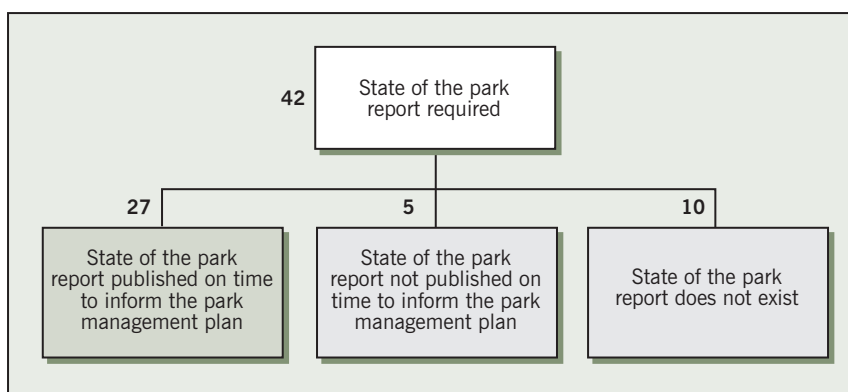 42
State of the park
report required
27
5
10
State of the park
report published on time
to inform the park
management plan
State of the park
report not published on
time to inform the park
management plan
State of the park
report does not exist